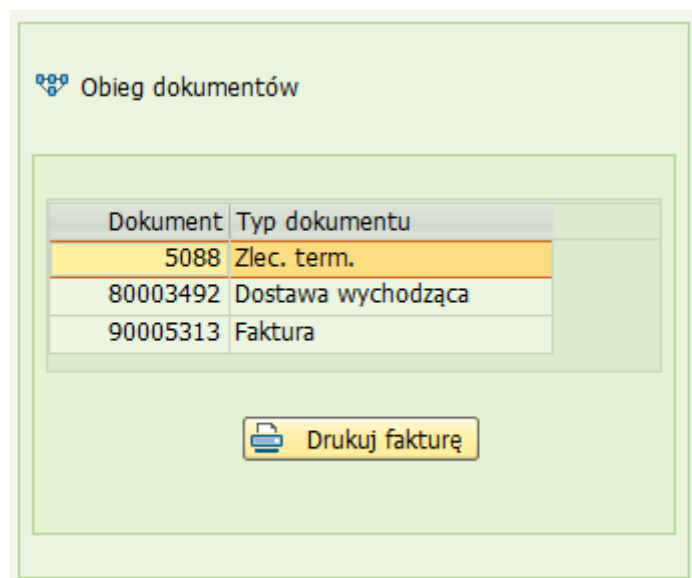 Obieg dokumentów
Dokument Typ dokumentu
5088 Zlec. term.
80003492 Dostawa wychodząca
90005313 Faktura
Drukuj fakturę